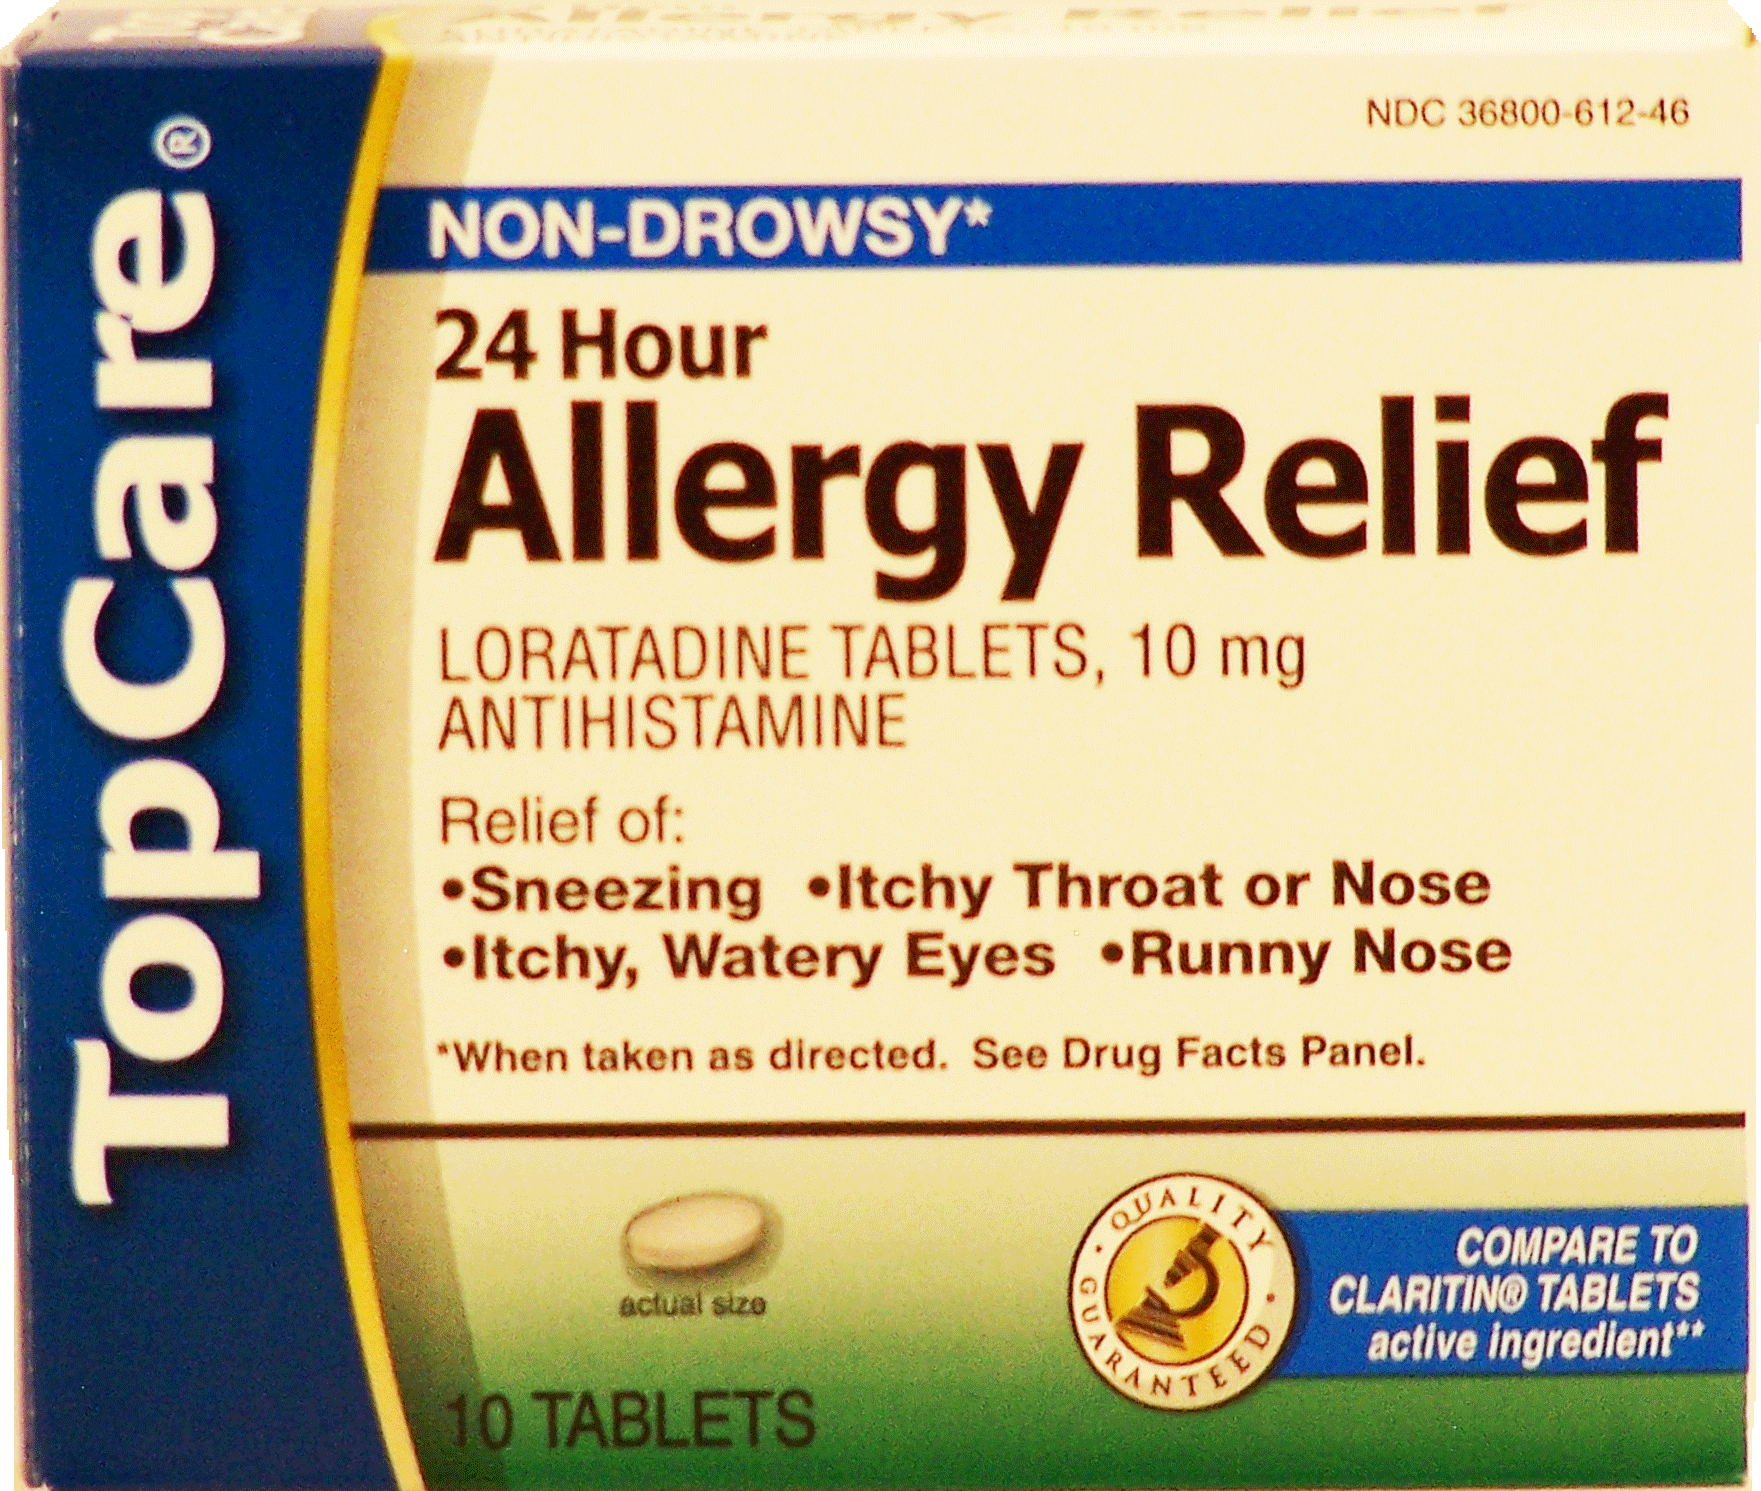 Allergy Relief
TopCare®
NDC 36800-612-46
NON-DROWSY*
24 Hour
Allergy Relief
LORATADINE TABLETS, 10 mg
ANTIHISTAMINE
Relief of:
•Sneezing •Itchy Throat or Nose
•Itchy, Watery Eyes •Runny Nose
*When taken as directed. See Drug Facts Panel.
actual size
10 TABLETS
• QUALITY • GUARANTEED
COMPARE TO
CLARITIN® TABLETS
active ingredient**